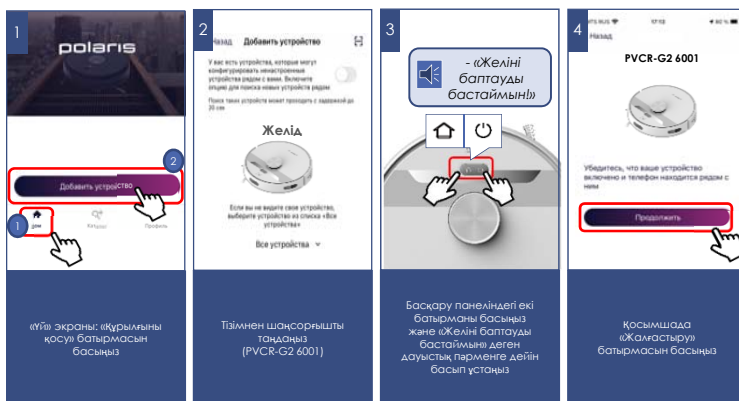 1
polaris
2
Добавить устройство
1
Дом
Профиль
«Үй» экраны: «Құрылғыны
қосу» батырмасын
басыңыз
2
Назад Добавить устройство
У вас есть устройства, которые могут
конфигурировать ненастроенные
устройства рядом с вами. Включите
опцию для поиска новых устройств рядом
Поиск таких устройств может проходить с задержкой до
20 сек
Желід
Если вы не видите свое устройство,
выберите устройство из списка «Все
устройства»
Все устройства
Тізімнен шаңсорғышты
таңдаңыз
(PVCR-G2 6001)
3
- «Желіні
баптауды
бастаймын!»
Басқару панеліндегі екі
батырманы басыңыз
және «Желіні баптауды
бастаймын» деген
дауыстық пәрменге дейін
басып ұстаңыз
4
17:13
Назад
PVCR-G2 6001
Убедитесь, что ваше устройство
включено и телефон находится рядом с
ним
Продолжить
Қосымшада
«Жалғастыру»
батырмасын басыңыз